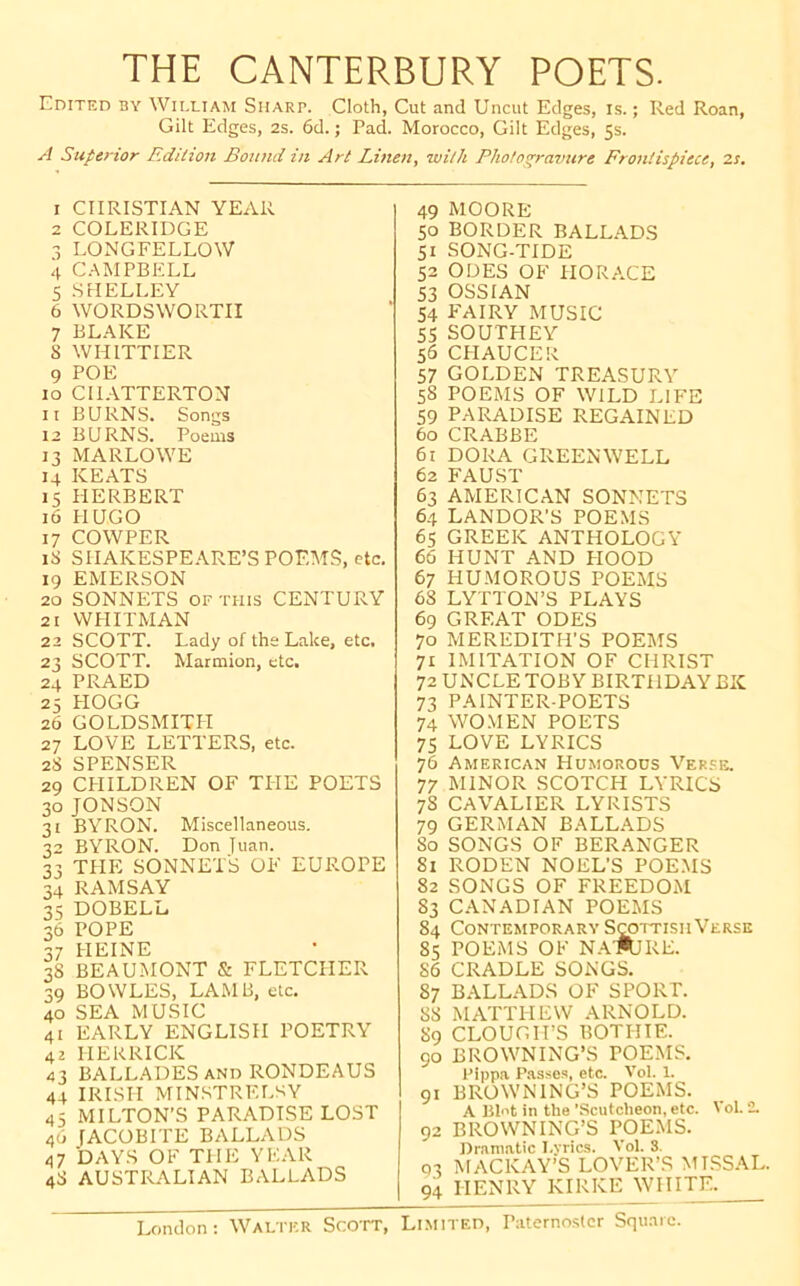 THE CANTERBURY POETS.
EDITED BY WILLIAM SHARP. Cloth, Cut and Uncut Edges, 1s.; Red Roan,
Gilt Edges, 2s. 6d.; Pad. Morocco, Gilt Edges, 5s.
A Superior Edition Bound in Art Linen, with Photogravure Frontispiece, 2s.
1 CHRISTIAN YEAR
2 COLERIDGE
3 LONGFELLOW
4 CAMPBELL
5 SHELLEY
6 WORDSWORTH
7 BLAKE
8 WHITTIER
9 POE
10 CHATTERTON
11 BURNS. Songs
12 BURNS. Poems
13 MARLOWE
14 KEATS
15 HERBERT
16 HUGO
17 COWPER
18 SHAKESPEARE'S POEMS, etc.
19 EMERSON
20 SONNETS OF THIS CENTURY
21 WHITMAN
22 SCOTT. Lady of the Lake, etc.
23 SCOTT. Marmion, etc.
24 PRAED
25 HOGG
26 GOLDSMITH
27 LOVE LETTERS, etc.
28 SPENSER
29 CHILDREN OF THE POETS
30 JONSON
31 BYRON. Miscellaneous.
32 BYRON. Don Juan.
33 THE SONNETS OF EUROPE
34 RAMSAY
35 DOBELL
36 POPE
37 HEINE
38 BEAUMONT & FLETCHER
39 BOWLES, LAMB, etc.
40 SEA MUSIC
41 EARLY ENGLISH POETRY
42 HERRICK
43 BALLADES AND RONDEAUS
44 IRISH MINSTRELSY
45 MILTON'S PARADISE LOST
46 JACOBITE BALLADS
47 DAYS OF THE YEAR
48 AUSTRALIAN BALLADS
49 MOORE
50 BORDER BALLADS
51 SONG-TIDE
52 ODES OF HORACE
53 OSSIAN
54 FAIRY MUSIC
55 SOUTHEY
56 CHAUCER
57 GOLDEN TREASURY
58 POEMS OF WILD LIFE
59 PARADISE REGAINED
60 CRABBE
61 DORA GREENWELL
62 FAUST
63 AMERICAN SONNETS
64 LANDOR'S POEMS
65 GREEK ANTHOLOGY
66 HUNT AND HOOD
67 HUMOROUS POEMS
68 LYTTON'S PLAYS
69 GREAT ODES
70 MEREDITH'S POEMS
71 IMITATION OF CHRIST
72 UNCLE TOBY BIRTHDAY BK
73 PAINTER-POETS
74 WOMEN POETS
75 LOVE LYRICS
76 AMERICAN HUMOROUS VERSE.
77 MINOR SCOTCH LYRICS
78 CAVALIER LYRISTS
79 GERMAN BALLADS
80 SONGS OF BERANGER
81 RODEN NOEL'S POEMS
82 SONGS OF FREEDOM
83 CANADIAN POEMS
84 CONTEMPORARY SCOTTISH VERSE
85 POEMS OF NATURE.
86 CRADLE SONGS.
87 BALLADS OF SPORT.
88 MATTHEW ARNOLD.
89 CLOUGH'S BOTHIE.
90 BROWNING'S POEMS.
Pippa Passes, etc. Vol. 1.
91 BROWNING'S POEMS.
A Blot in the 'Scutcheon, etc. Vol. 2.
92 BROWNING'S POEMS.
Dramatic Lyrics. Vol. 3.
93 MACKAY'S LOVER'S MISSAL.
94 HENRY KIRKE WHITE.
London: WALTER SCOTT, LIMITED, Paternoster Square.